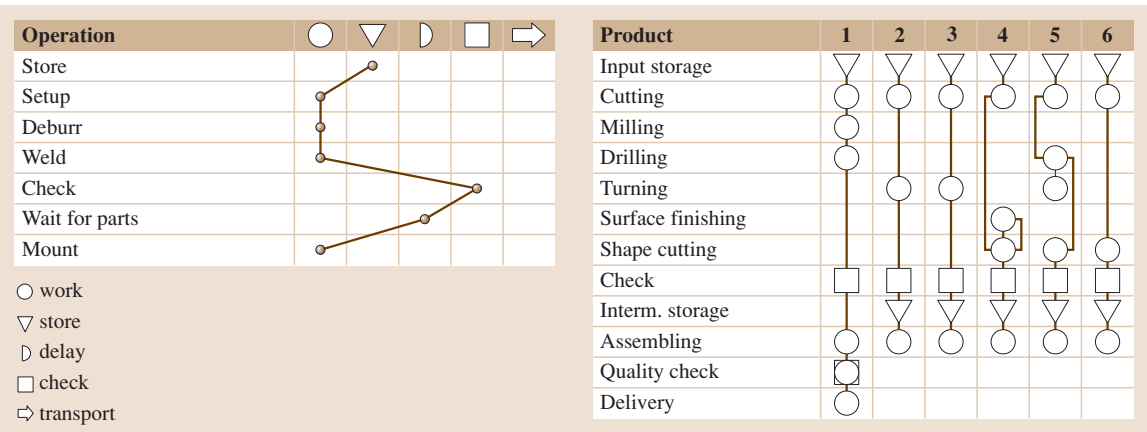 Operation
Store
Setup
Deburr
Weld
Check
Wait for parts
Mount
work
store
delay
check
transport
Product 1 2 3 4 5 6
Input storage
Cutting
Milling
Drilling
Turning
Surface finishing
Shape cutting
Check
Interm. storage
Assembling
Quality check
Delivery